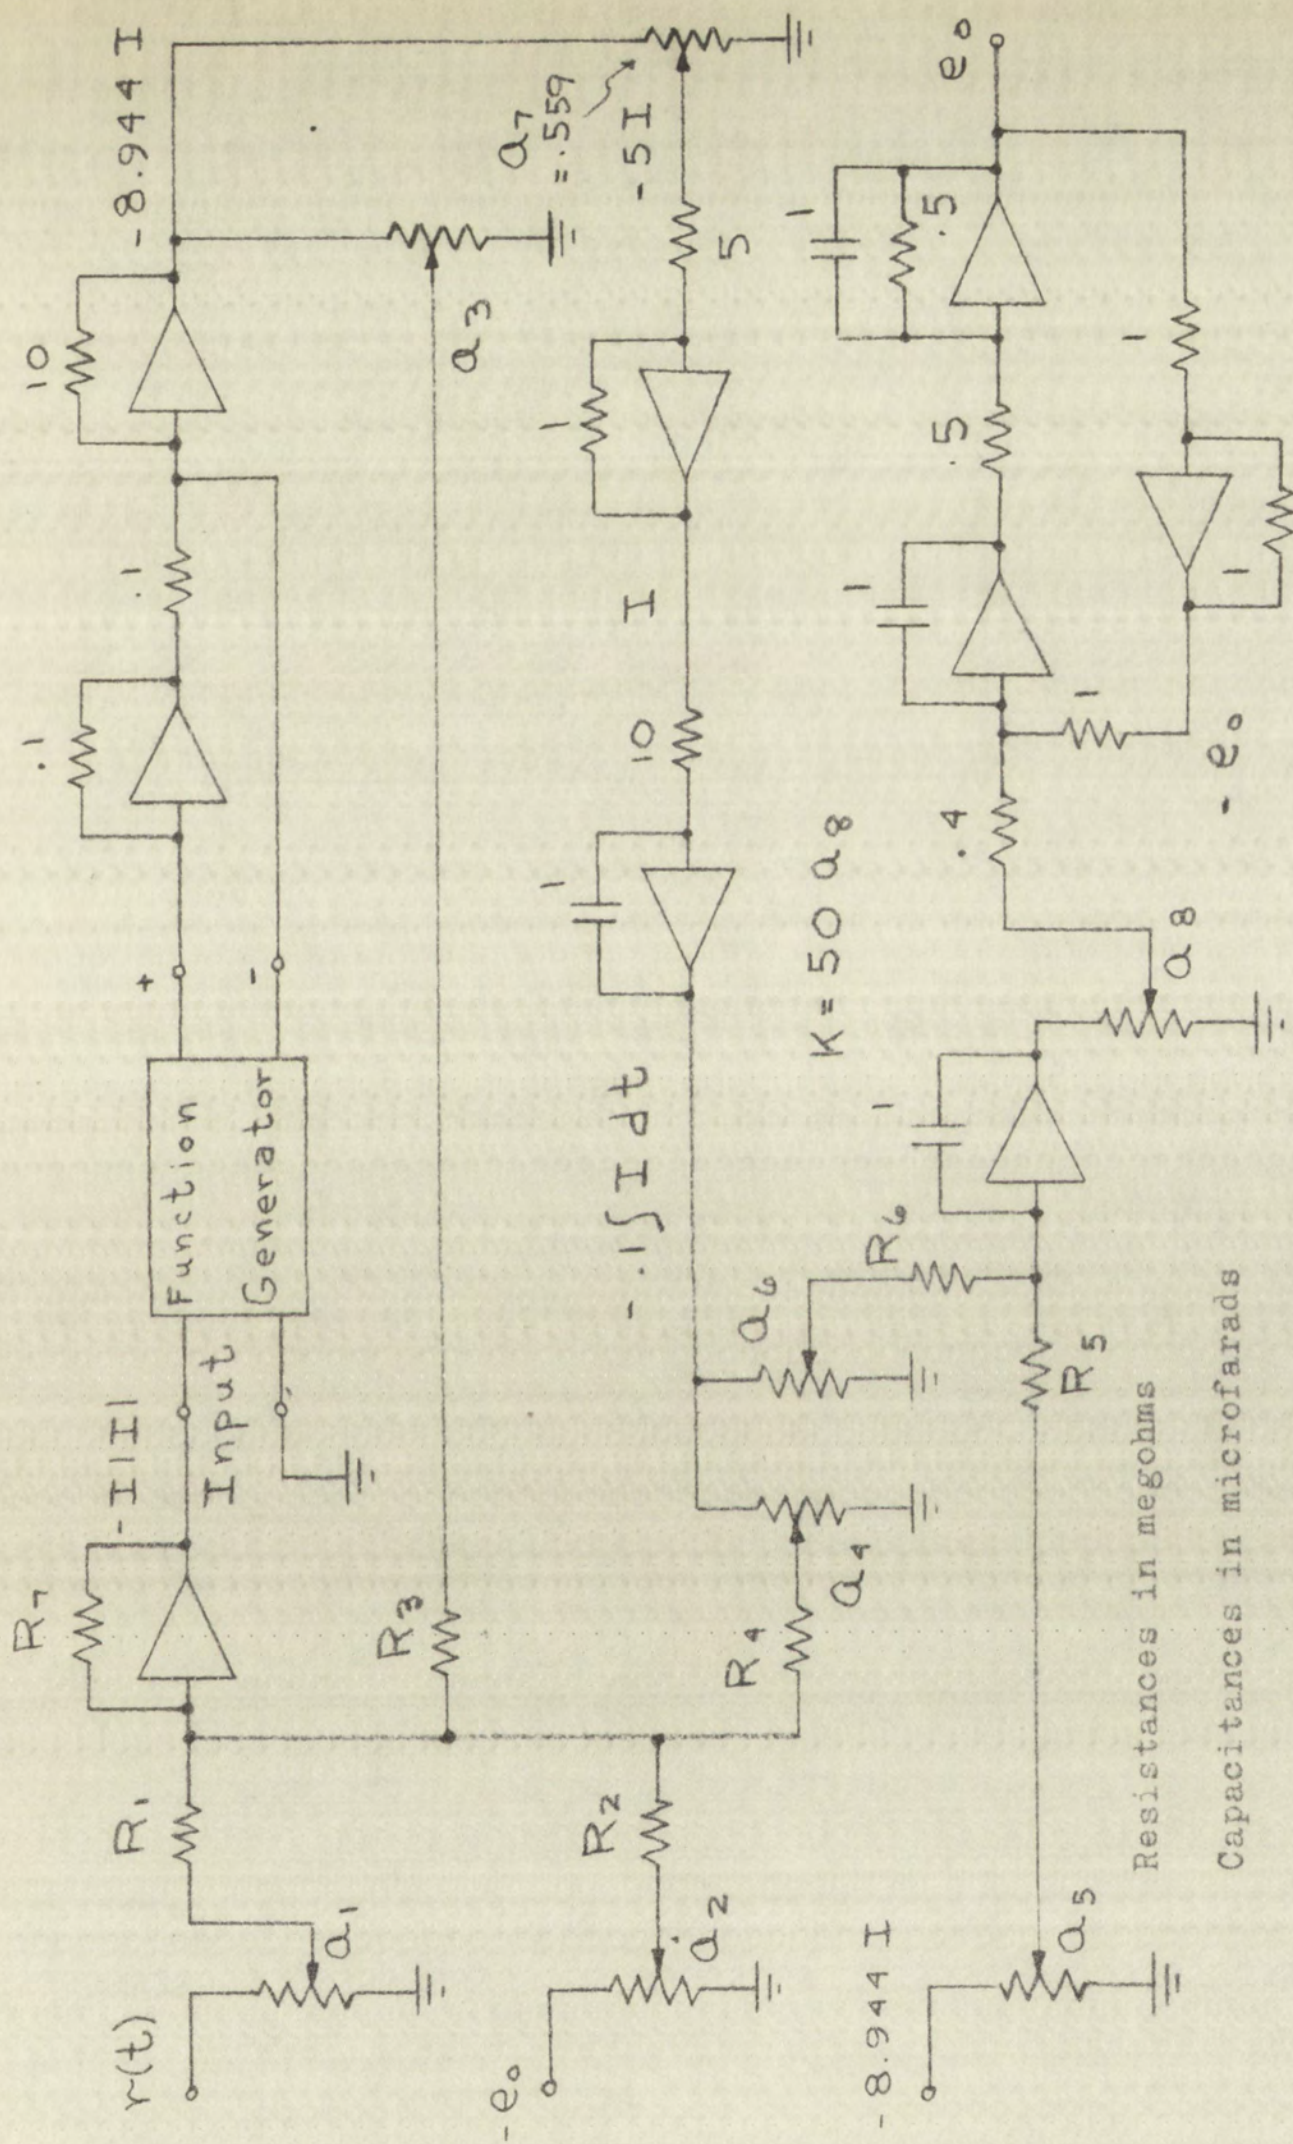 r(t)
a₁
R₁
R₇
- I|I|
Input
Function
Generator
+
-
.1
.1
10
-8.944 I
R₃
a₃
a₇
=.559
-5 I
5
1
I
10
1
-.1∫I dt
-e₀
a₂
R₂
R₄
a₄
a₆
R₆
K = 50 a₈
-8.944 I
a₅
R₅
1
a₈
.4
1
1
.5
1
.5
e₀
1
1
-e₀
Resistances in megohms
Capacitances in microfarads